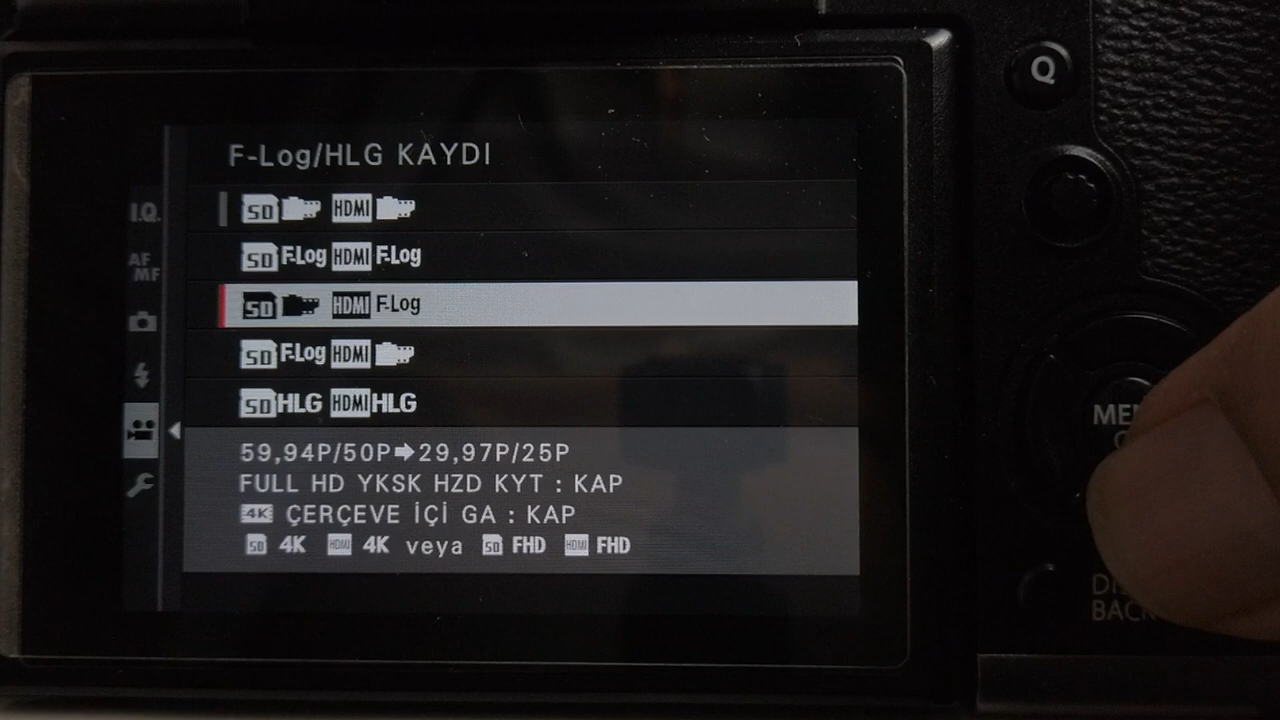 Q
F-Log/HLG KAYDI
I.Q.
SD HDMI
AF
MF
SD F-Log HDMI F-Log
SD HDMI F-Log
SD F-Log HDMI
SD HLG HDMI HLG
59,94P/50P➡29,97P/25P
FULL HD YKSK HZD KYT : KAP
4K ÇERÇEVE İÇİ GA : KAP
SD 4K HDMI 4K veya SD FHD HDMI FHD
BACK